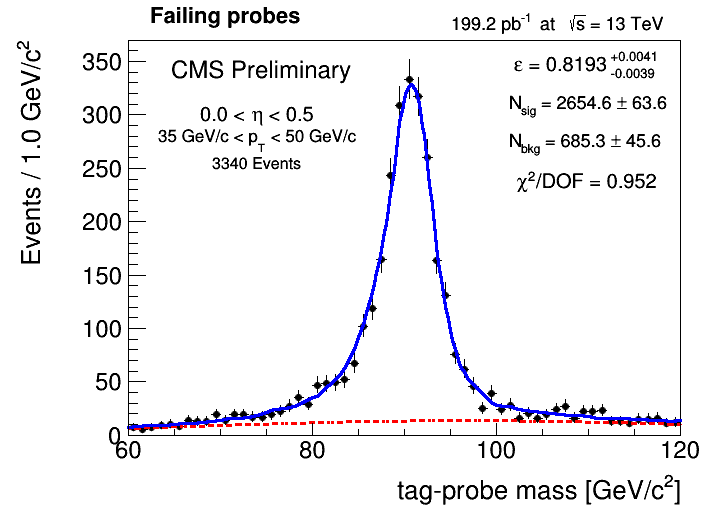 Failing probes
199.2 pb⁻¹ at √s = 13 TeV
CMS Preliminary
0.0 < η < 0.5
35 GeV/c < p_T < 50 GeV/c
3340 Events
ε = 0.8193 +0.0041 -0.0039
N_sig = 2654.6 ± 63.6
N_bkg = 685.3 ± 45.6
χ²/DOF = 0.952
Events / 1.0 GeV/c²
350
300
250
200
150
100
50
0
60 80 100 120
tag-probe mass [GeV/c²]